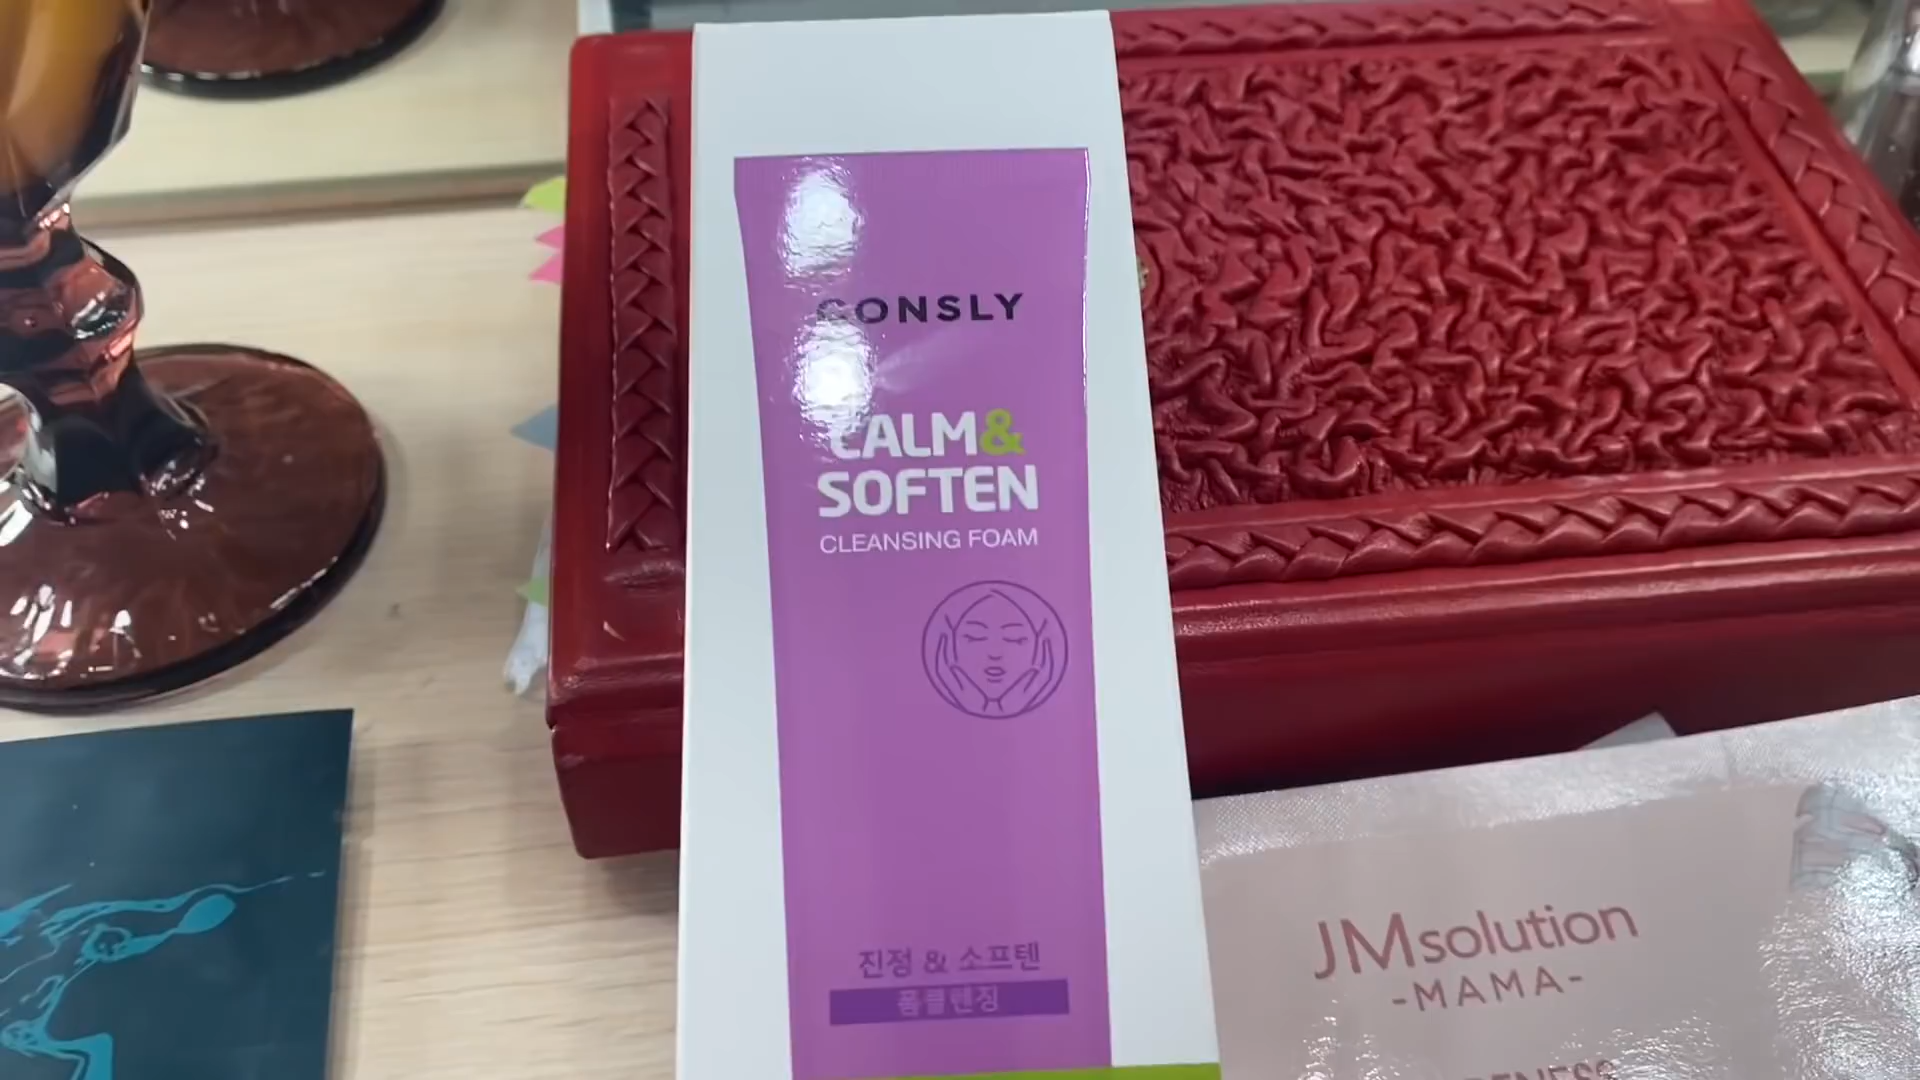 CONSLY
CALM&
SOFTEN
CLEANSING FOAM
진정 & 소프텐
폼클렌징
JMsolution
-MAMA-